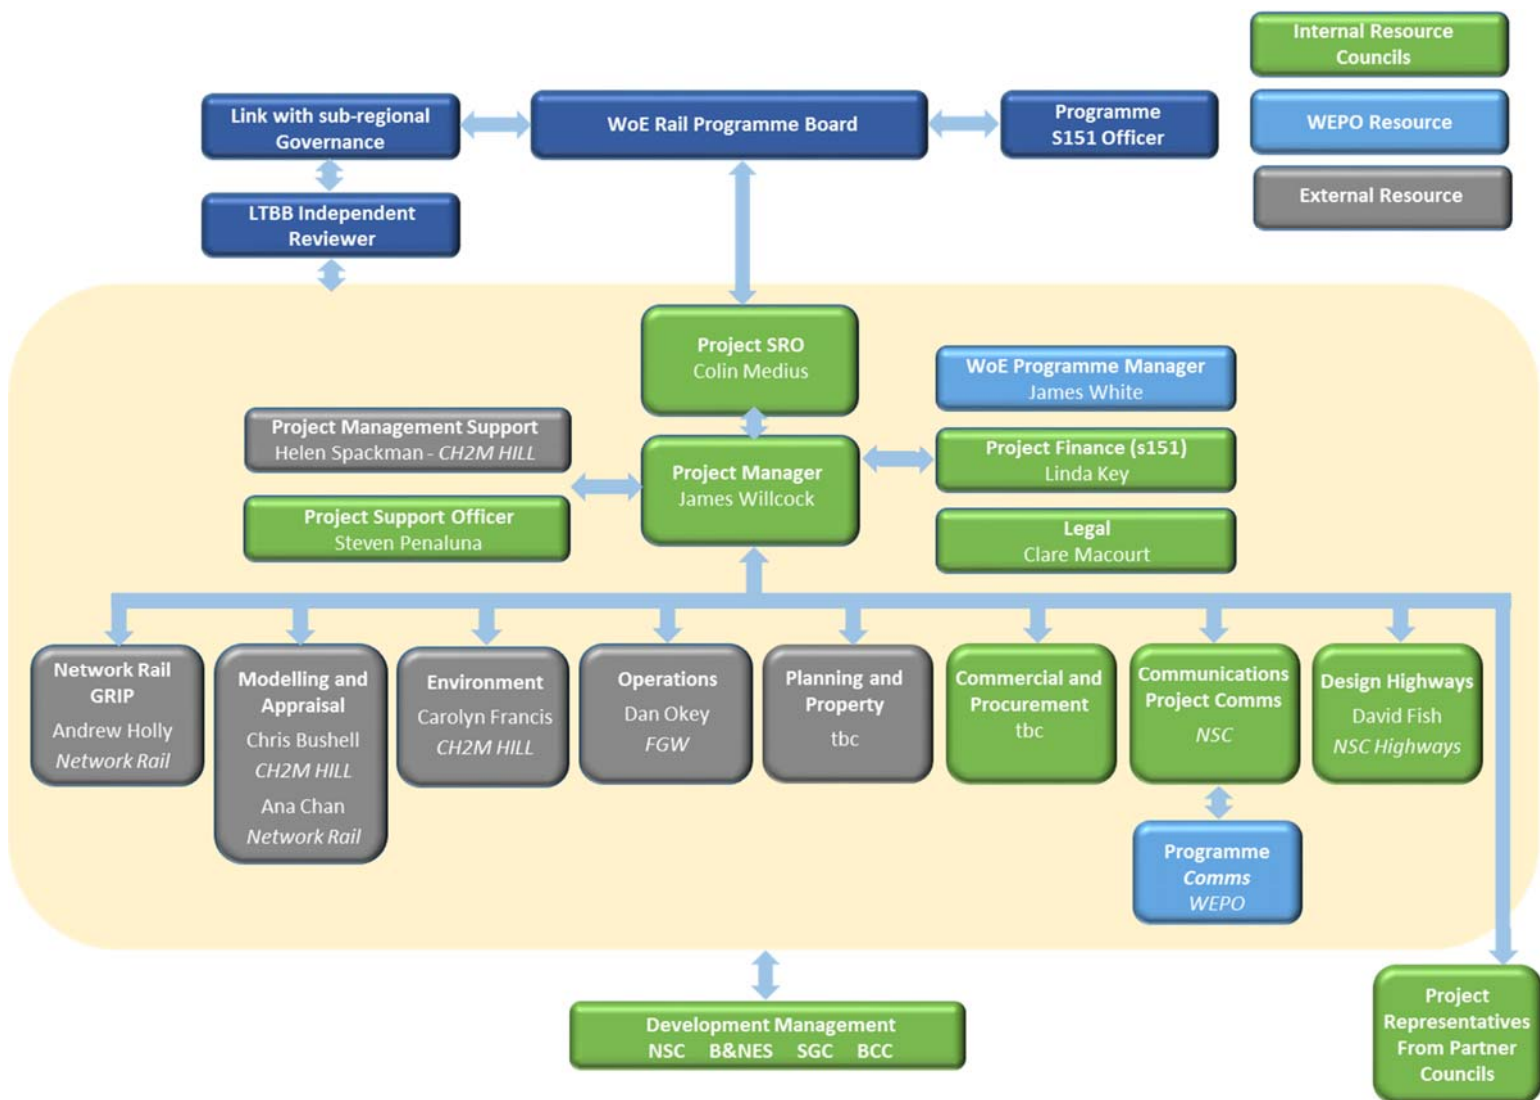 Internal Resource
Councils
WEPO Resource
External Resource
Link with sub-regional
Governance
WoE Rail Programme Board
Programme
S151 Officer
LTBB Independent
Reviewer
Project SRO
Colin Medius
WoE Programme Manager
James White
Project Management Support
Helen Spackman - CH2M HILL
Project Manager
James Willcock
Project Finance (s151)
Linda Key
Project Support Officer
Steven Penaluna
Legal
Clare Macourt
Network Rail
GRIP
Andrew Holly
Network Rail
Modelling and
Appraisal
Chris Bushell
CH2M HILL
Ana Chan
Network Rail
Environment
Carolyn Francis
CH2M HILL
Operations
Dan Okey
FGW
Planning and
Property
tbc
Commercial and
Procurement
tbc
Communications
Project Comms
NSC
Design Highways
David Fish
NSC Highways
Programme
Comms
WEPO
Development Management
NSC B&NES SGC BCC
Project
Representatives
From Partner
Councils